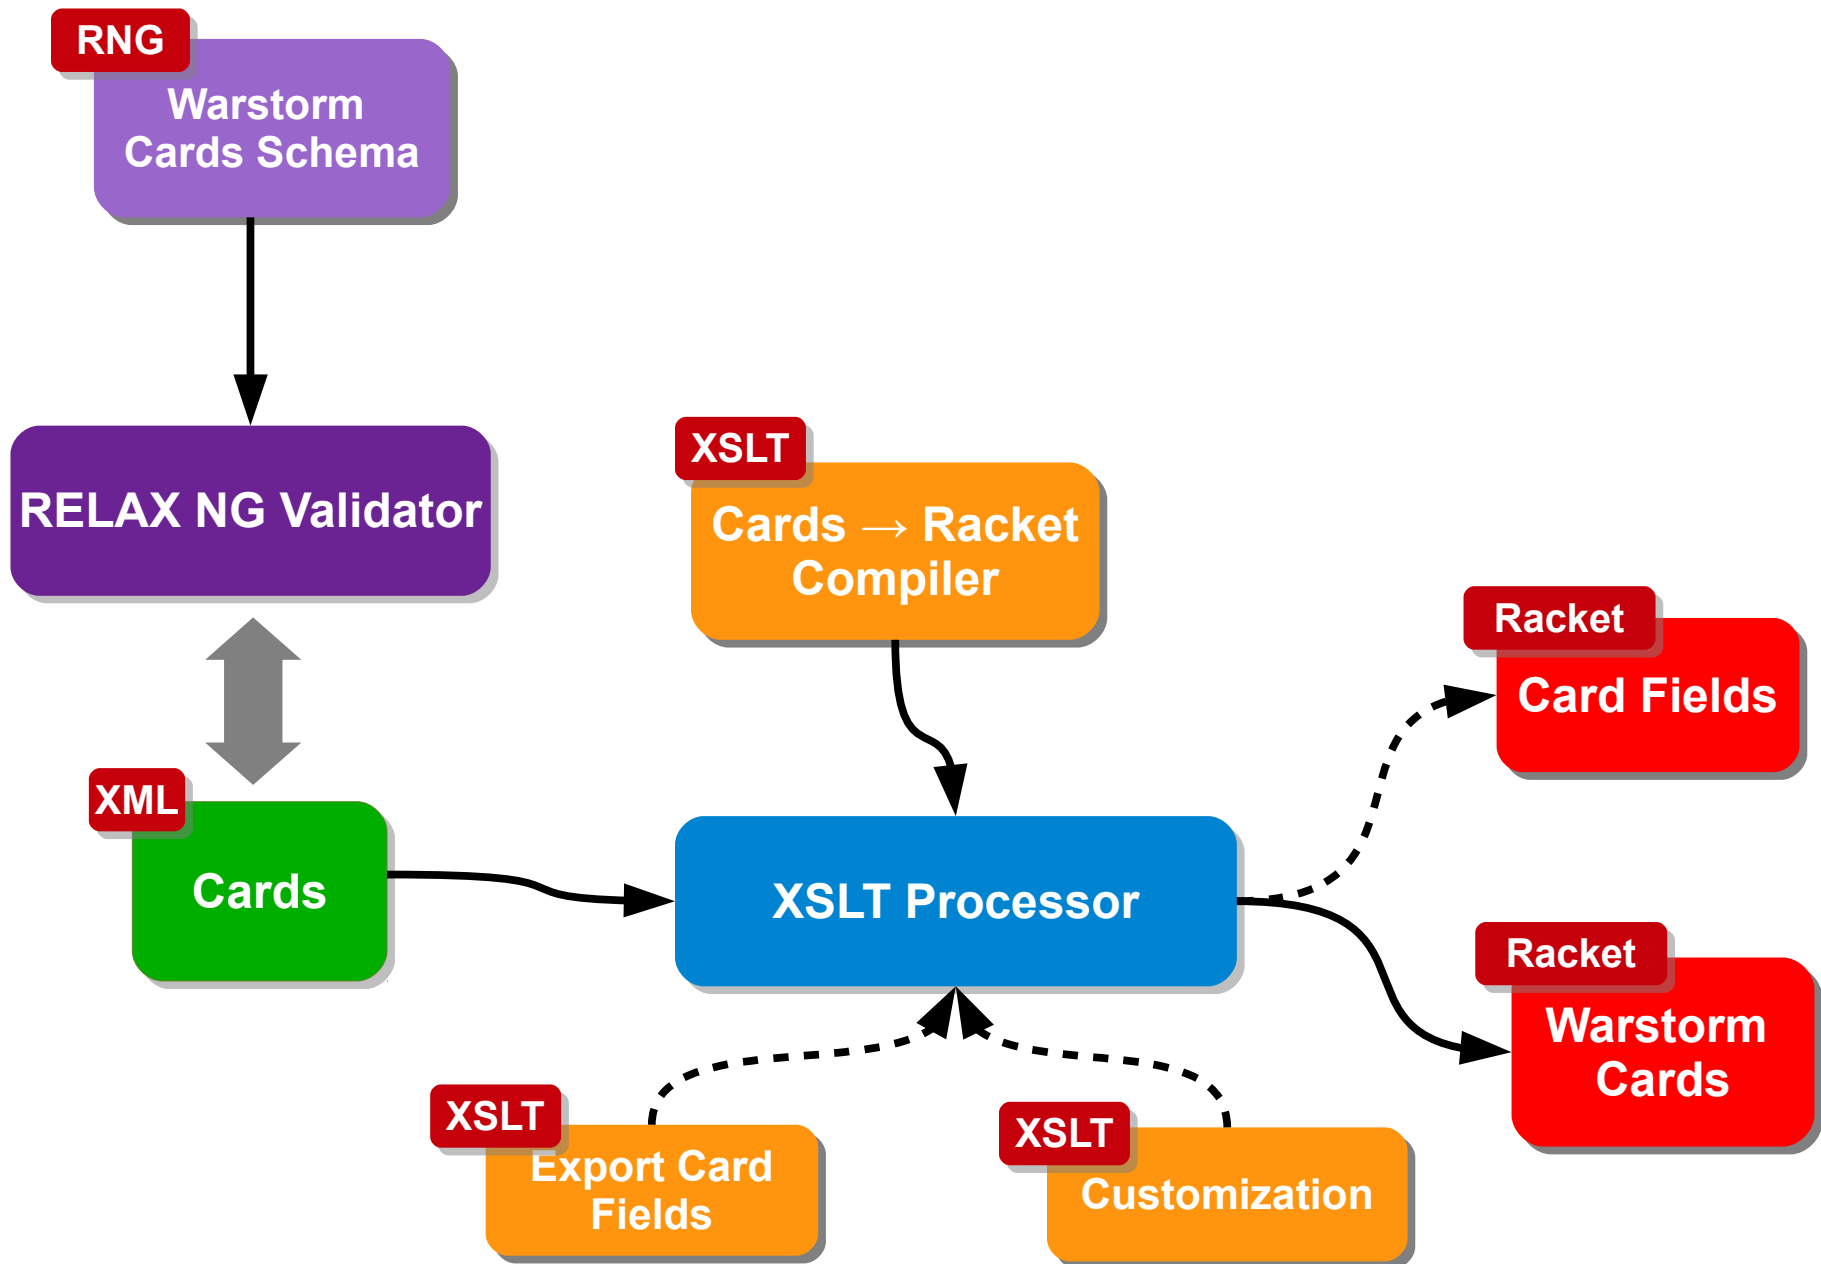 RNG
Warstorm
Cards Schema
RELAX NG Validator
XSLT
Cards → Racket
Compiler
Racket
Card Fields
XML
Cards
XSLT Processor
Racket
Warstorm
Cards
XSLT
Export Card
Fields
XSLT
Customization